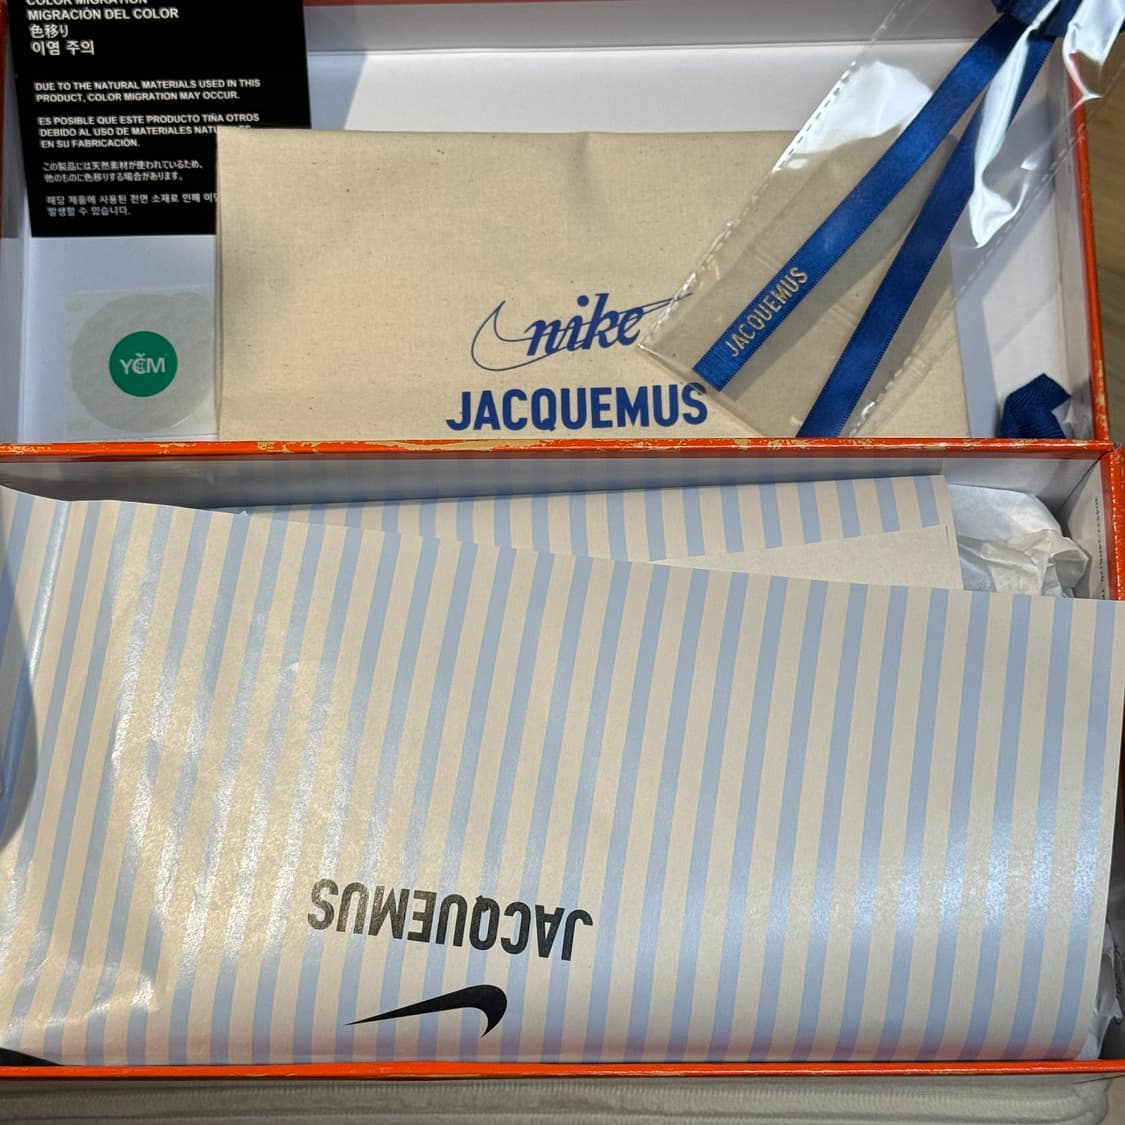 COLOR MIGRATION
MIGRACIÓN DEL COLOR
色移り
이염 주의
DUE TO THE NATURAL MATERIALS USED IN THIS
PRODUCT, COLOR MIGRATION MAY OCCUR.
ES POSIBLE QUE ESTE PRODUCTO TIÑA OTROS
DEBIDO AL USO DE MATERIALES
EN SU FABRICACIÓN.
この製品には天然素材が使われているため、
他のものに色移りする場合があります。
해당 제품에 사용된 천연 소재로 인해
발생할 수 있습니다.
YCM
nike
JACQUEMUS
JACQUEMUS
JACQUEMUS